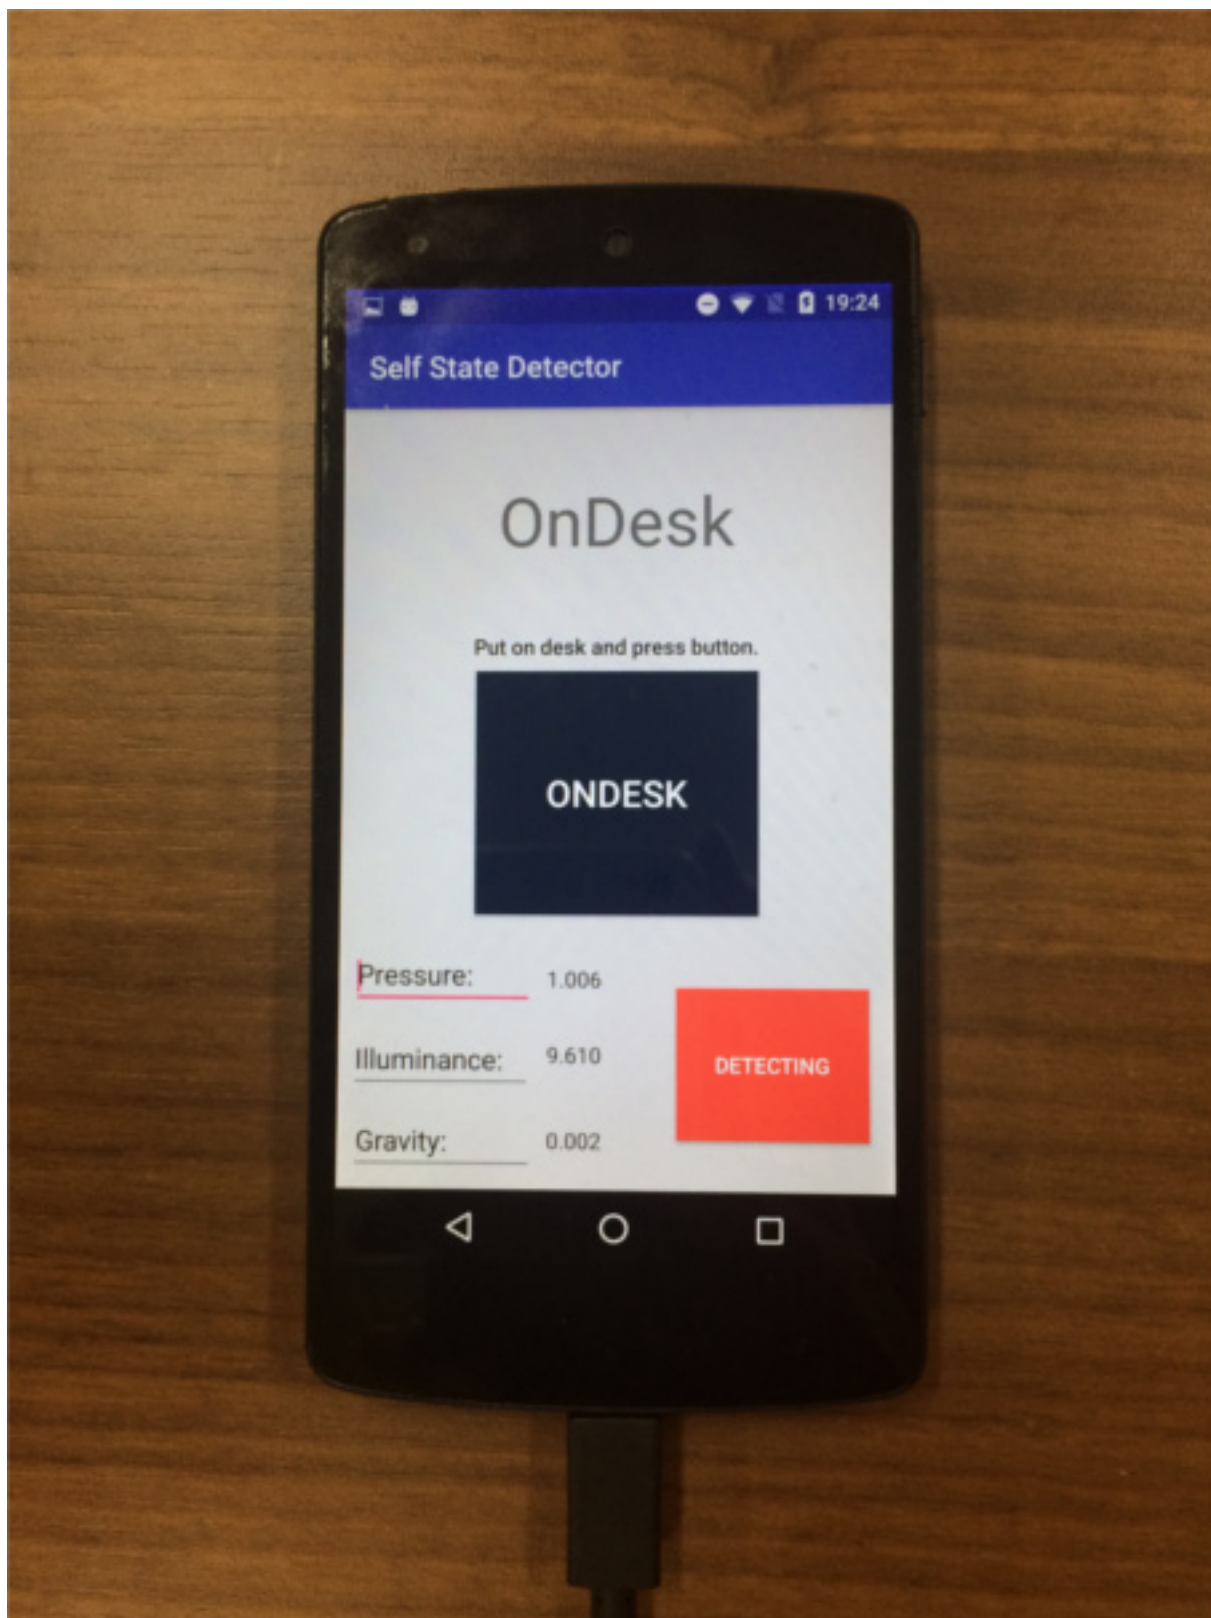 19:24
Self State Detector
OnDesk
Put on desk and press button.
ONDESK
Pressure: 1.006
Illuminance: 9.610
DETECTING
Gravity: 0.002